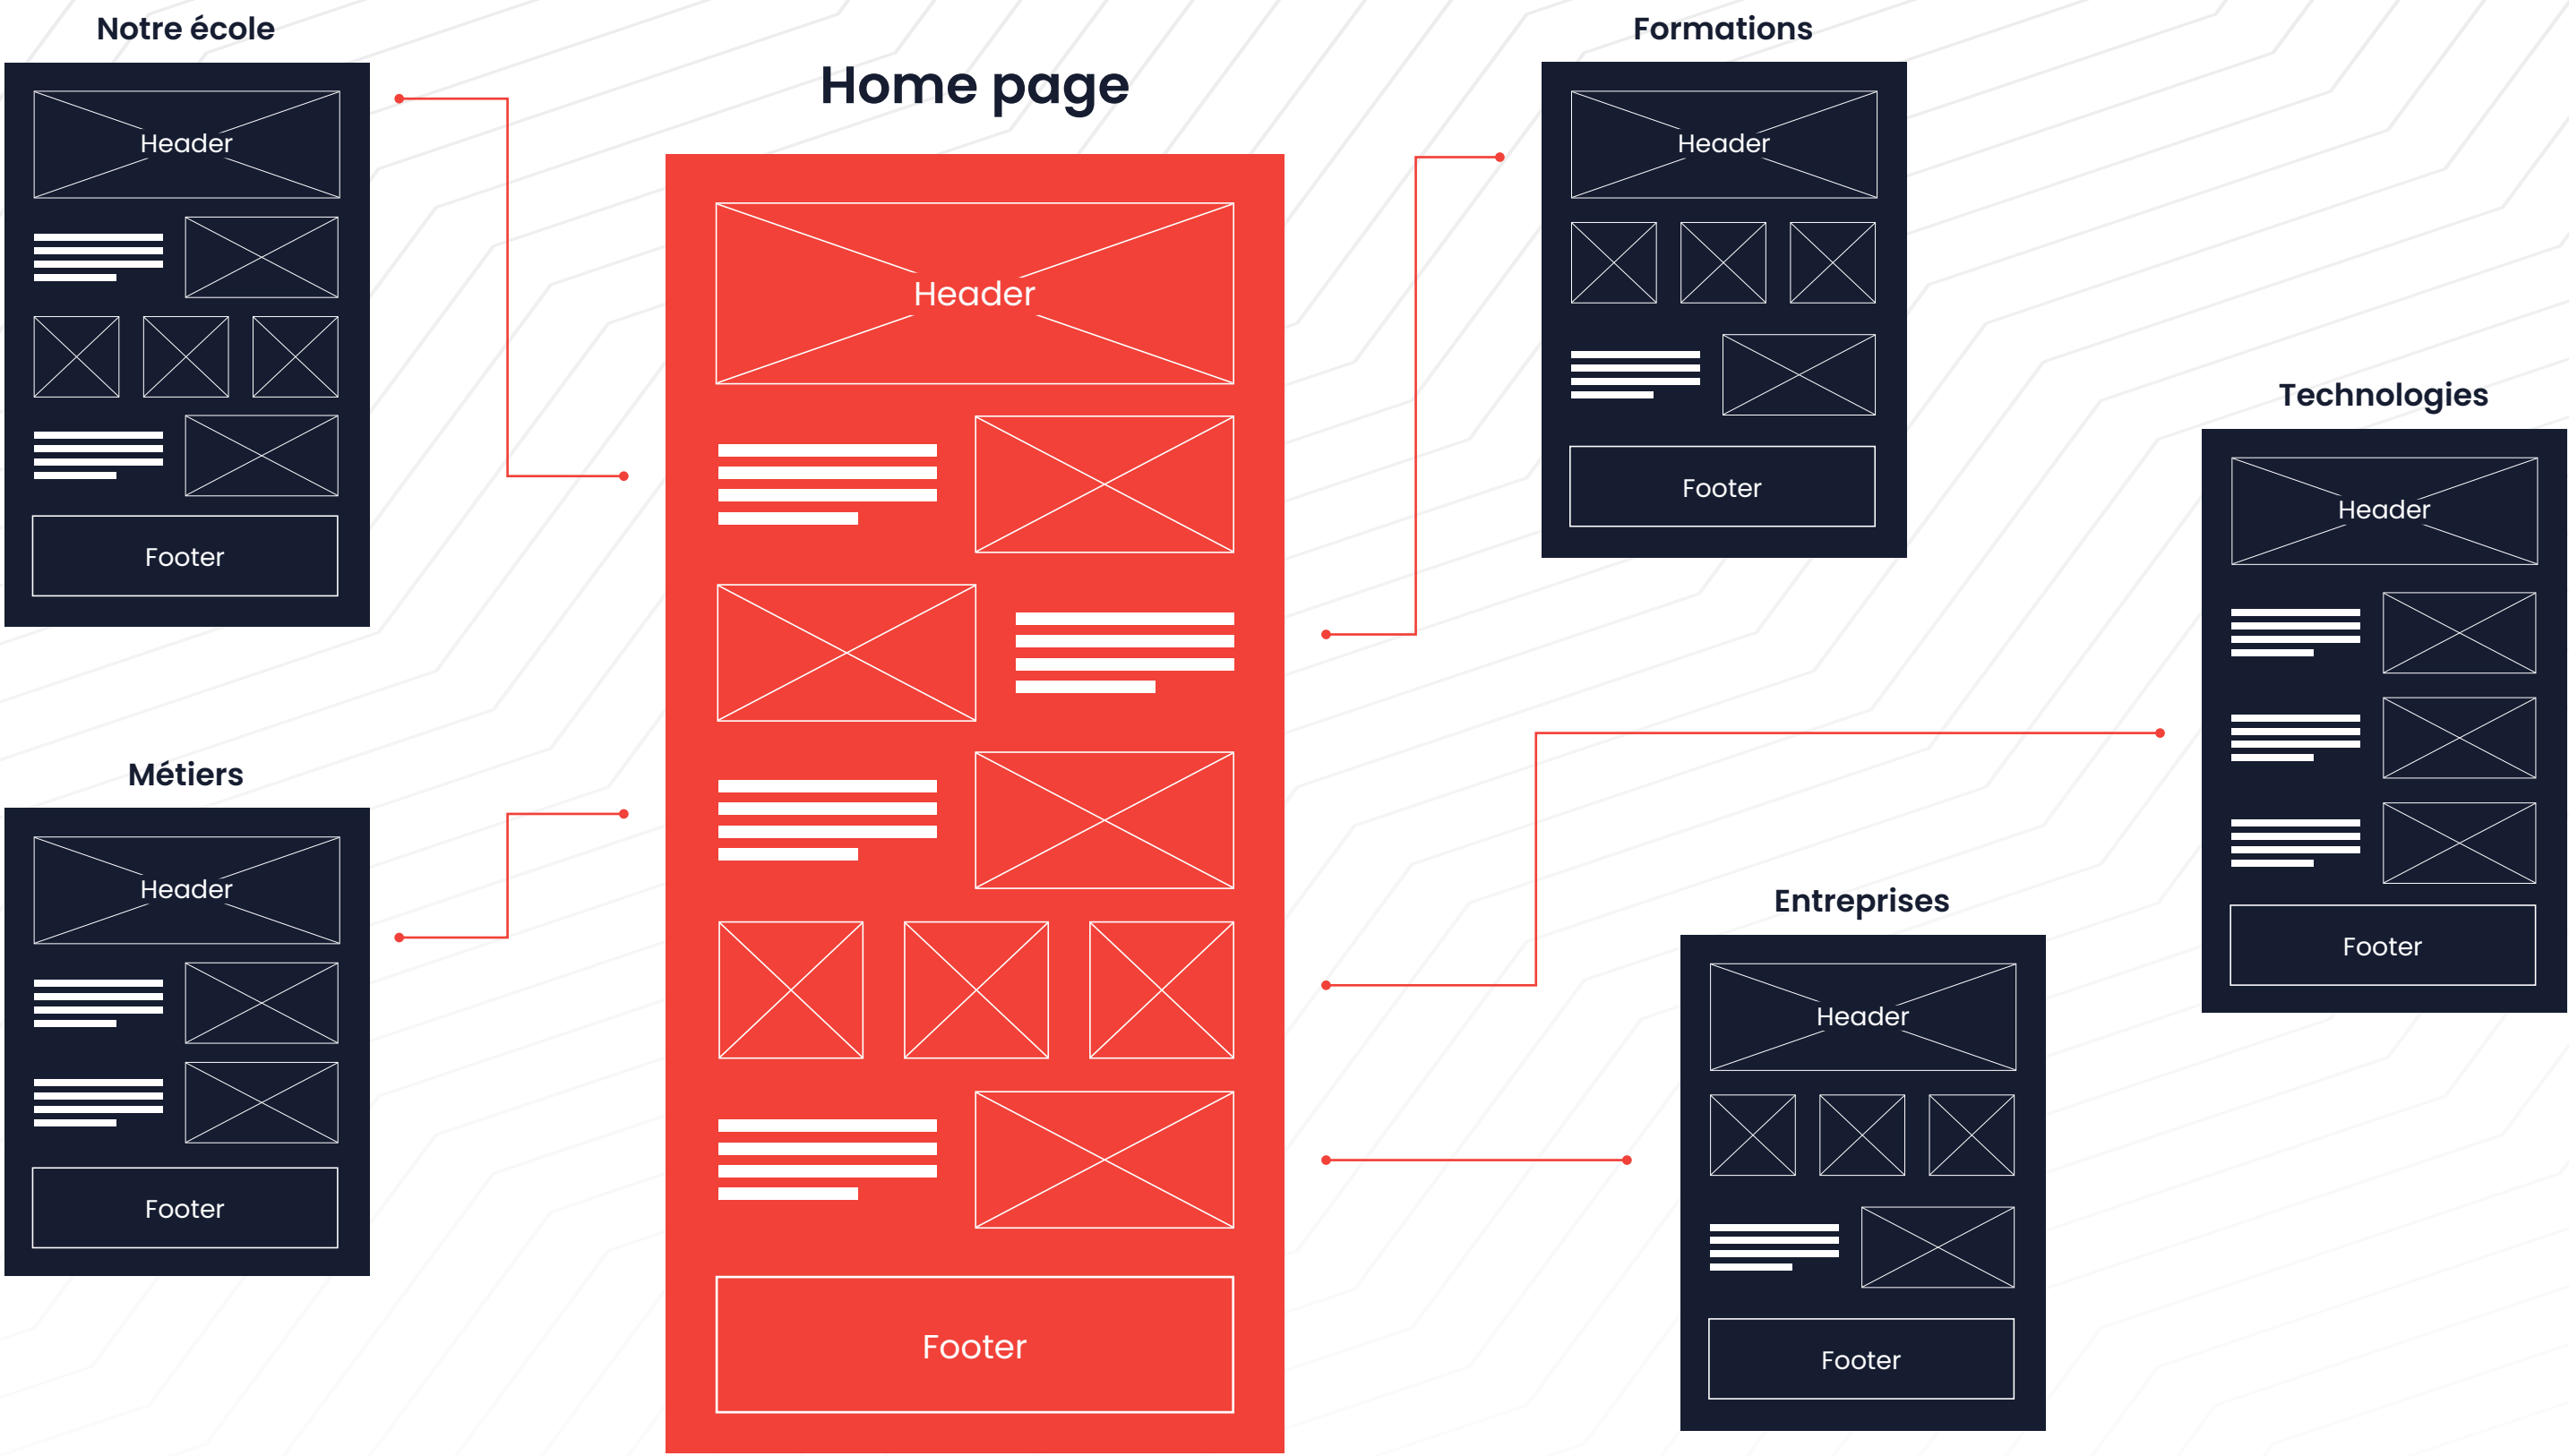 Notre école
Header
Footer
Métiers
Header
Footer
Home page
Header
Footer
Formations
Header
Footer
Technologies
Header
Footer
Entreprises
Header
Footer